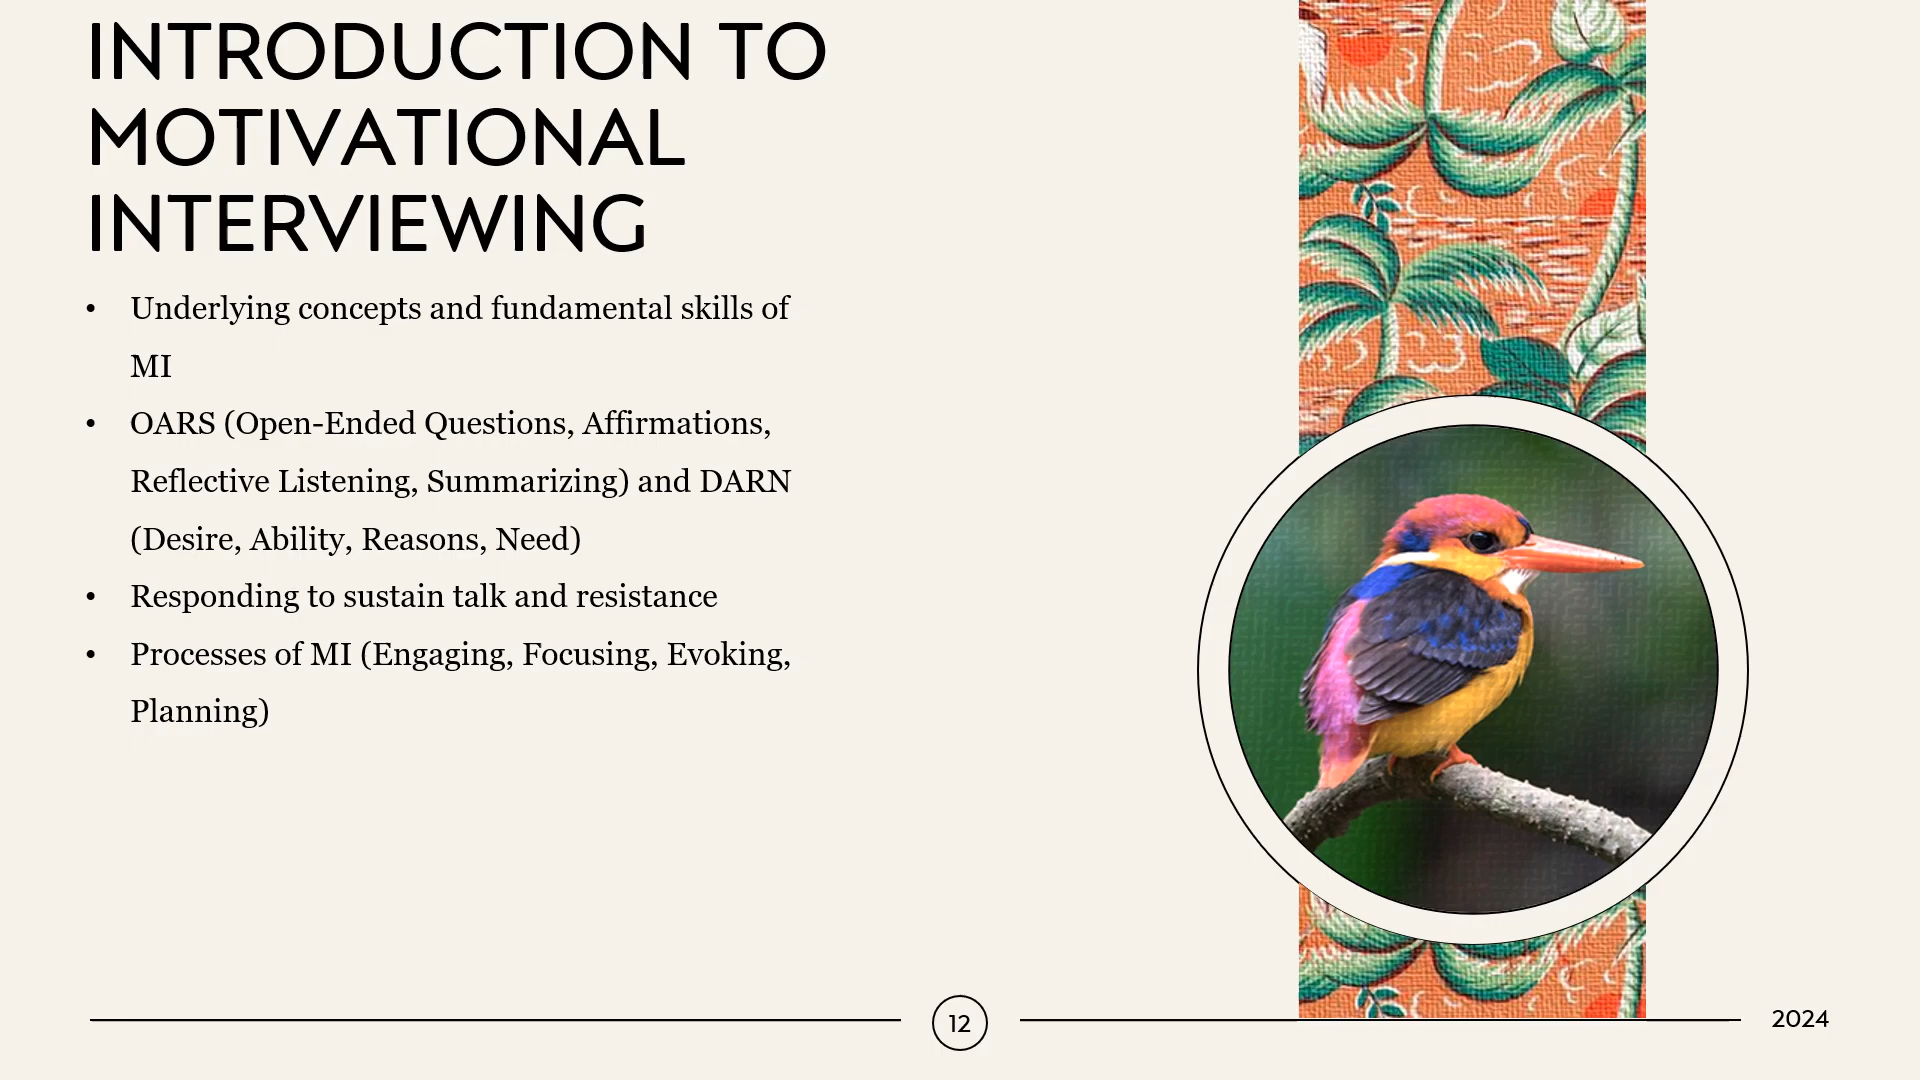 INTRODUCTION TO
MOTIVATIONAL
INTERVIEWING
• Underlying concepts and fundamental skills of
MI
• OARS (Open-Ended Questions, Affirmations,
Reflective Listening, Summarizing) and DARN
(Desire, Ability, Reasons, Need)
• Responding to sustain talk and resistance
• Processes of MI (Engaging, Focusing, Evoking,
Planning)
12
2024